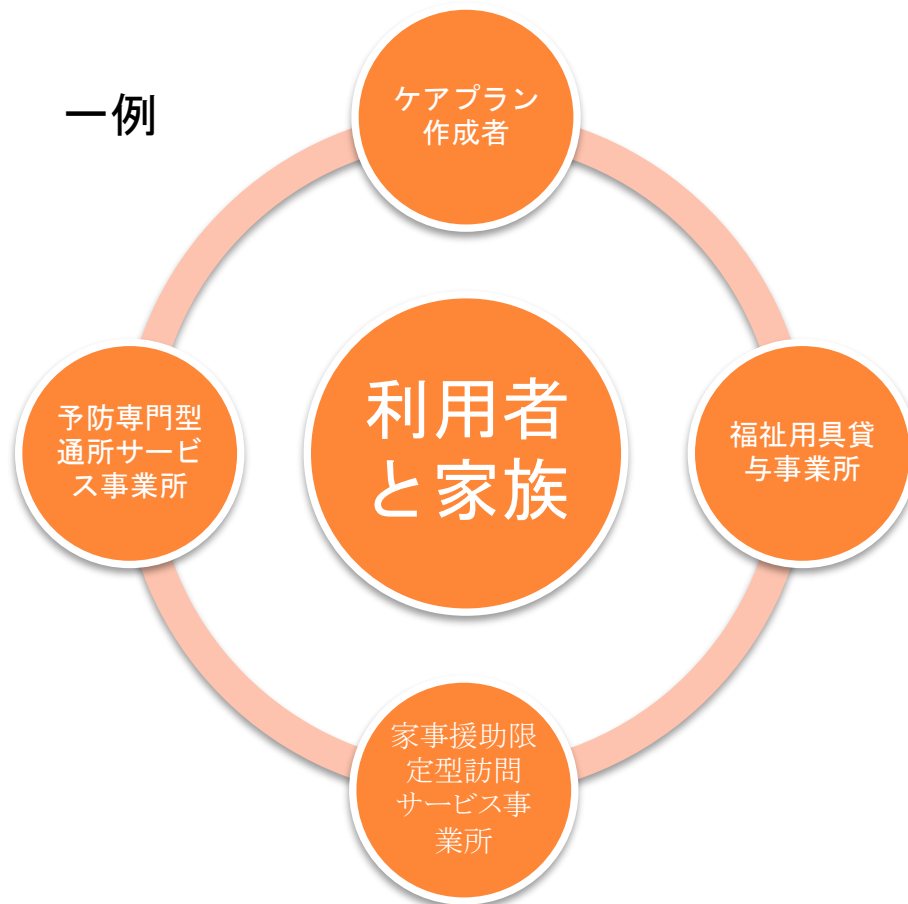 一例
ケアプラン
作成者
予防専門型
通所サービ
ス事業所
利用者
と家族
福祉用具貸
与事業所
家事援助限
定型訪問
サービス事
業所